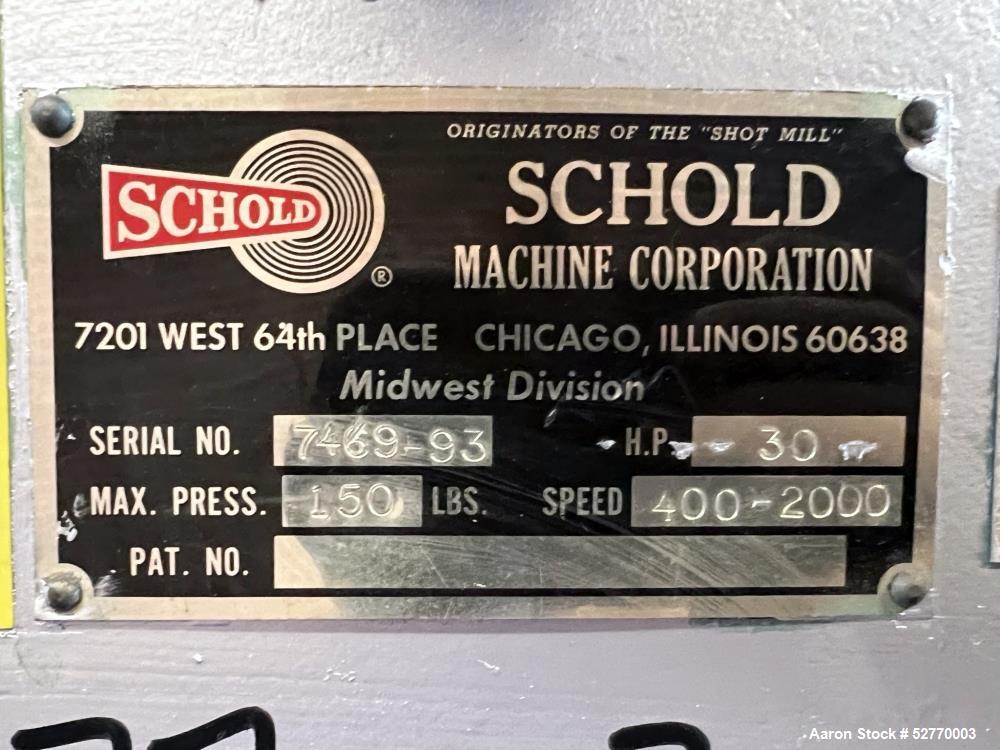 ORIGINATORS OF THE "SHOT MILL"
SCHOLD
SCHOLD
®
MACHINE CORPORATION
7201 WEST 64th PLACE CHICAGO, ILLINOIS 60638
Midwest Division
SERIAL NO. 7469-93 H.P. 30
MAX. PRESS. 150 LBS. SPEED 400-2000
PAT. NO.
Aaron Stock # 52770003